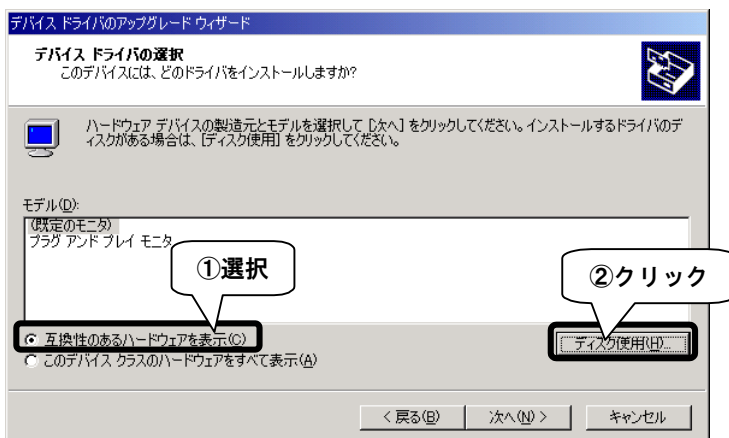 デバイス ドライバのアップグレード ウィザード
デバイス ドライバの選択
このデバイスには、どのドライバをインストールしますか?
ハードウェア デバイスの製造元とモデルを選択して [次へ] をクリックしてください。インストールするドライバのデ
ィスクがある場合は、[ディスク使用] をクリックしてください。
モデル(D):
(既定のモニタ)
プラグ アンド プレイ モニタ
①選択
②クリック
互換性のあるハードウェアを表示(C)
ディスク使用(H)...
このデバイス クラスのハードウェアをすべて表示(A)
< 戻る(B)
次へ(N) >
キャンセル